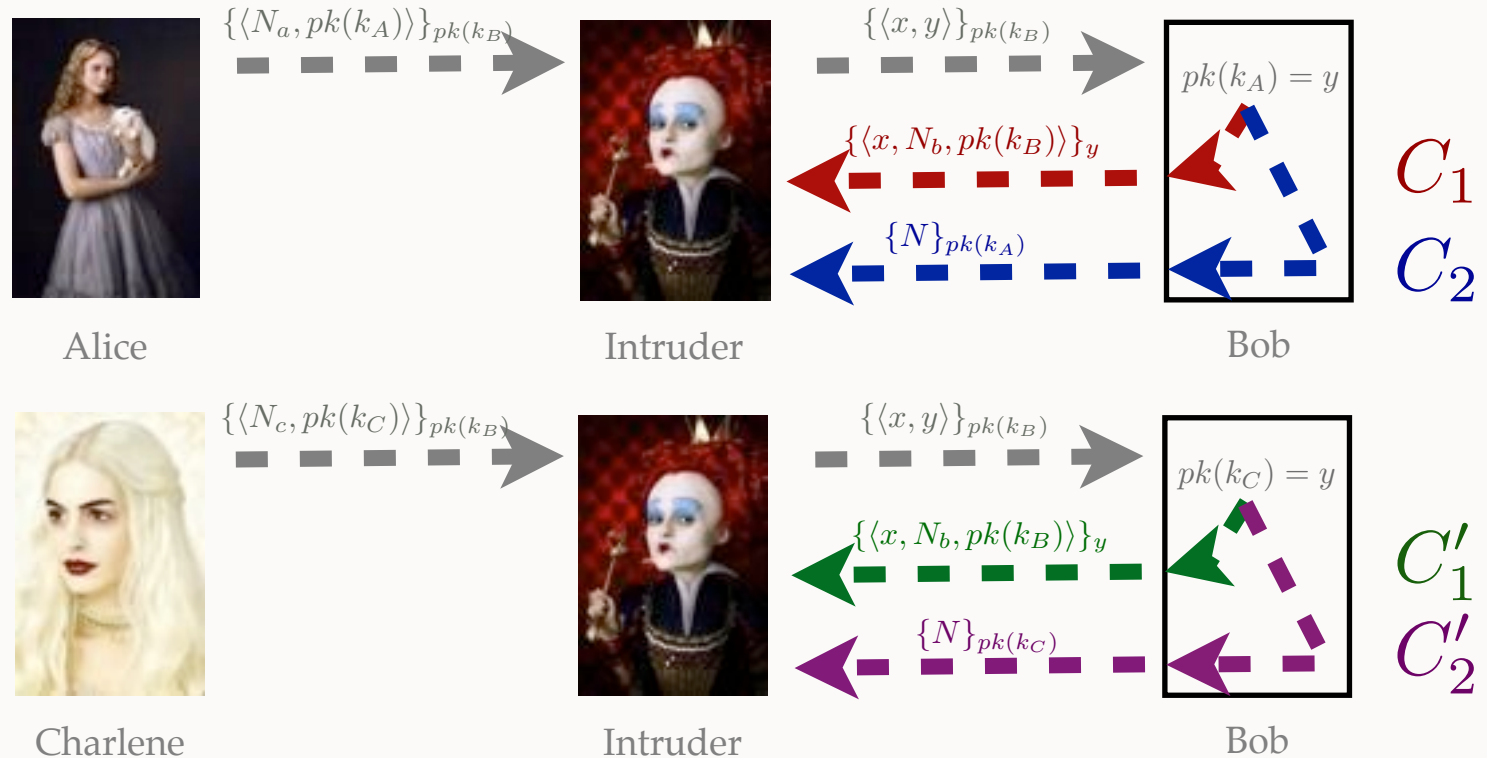 {⟨N_a, pk(k_A)⟩}_{pk(k_B)} {⟨x, y⟩}_{pk(k_B)}
pk(k_A) = y
{⟨x, N_b, pk(k_B)⟩}_y C_1
{N}_{pk(k_A)} C_2
Alice Intruder Bob
{⟨N_c, pk(k_C)⟩}_{pk(k_B)} {⟨x, y⟩}_{pk(k_B)}
pk(k_C) = y
{⟨x, N_b, pk(k_B)⟩}_y C'_1
{N}_{pk(k_C)} C'_2
Charlene Intruder Bob